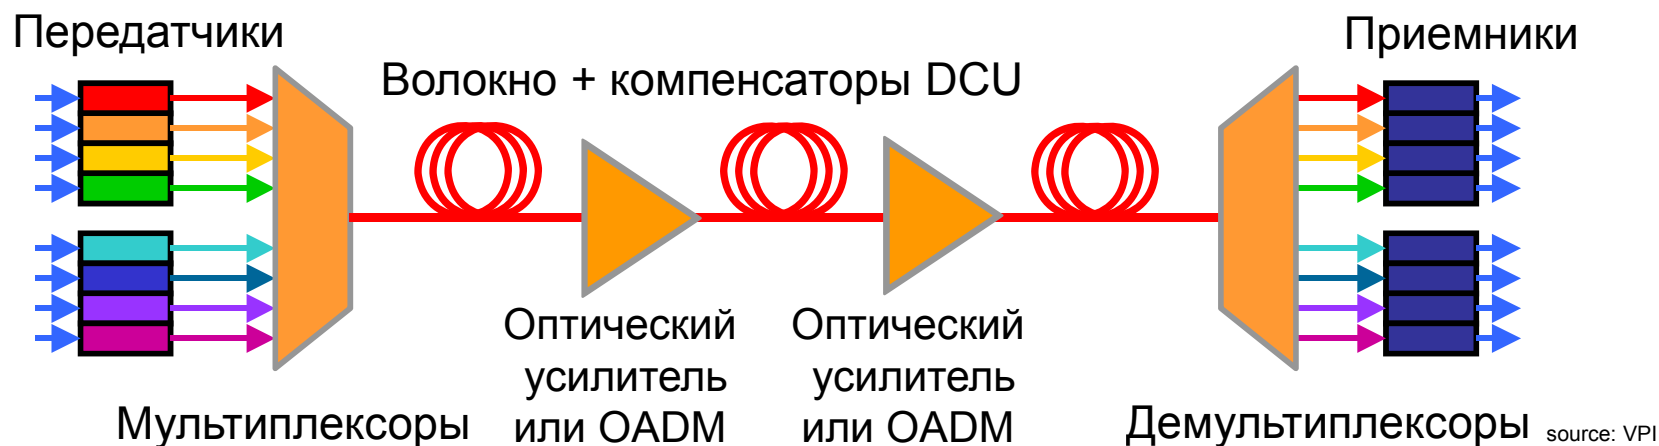 Передатчики
Приемники
Волокно + компенсаторы DCU
Оптический
усилитель
или OADM
Оптический
усилитель
или OADM
Мультиплексоры
Демультиплексоры
source: VPI